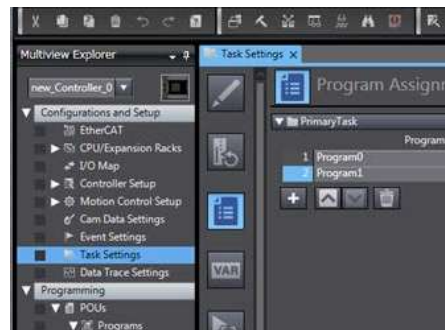 Multiview Explorer
Task Settings
new_Controller_0
Program Assignm
Configurations and Setup
EtherCAT
CPU/Expansion Racks
I/O Map
Controller Setup
Motion Control Setup
Cam Data Settings
Event Settings
Task Settings
Data Trace Settings
Programming
POUs
Programs
PrimaryTask
Program
1 Program0
2 Program1
VAR